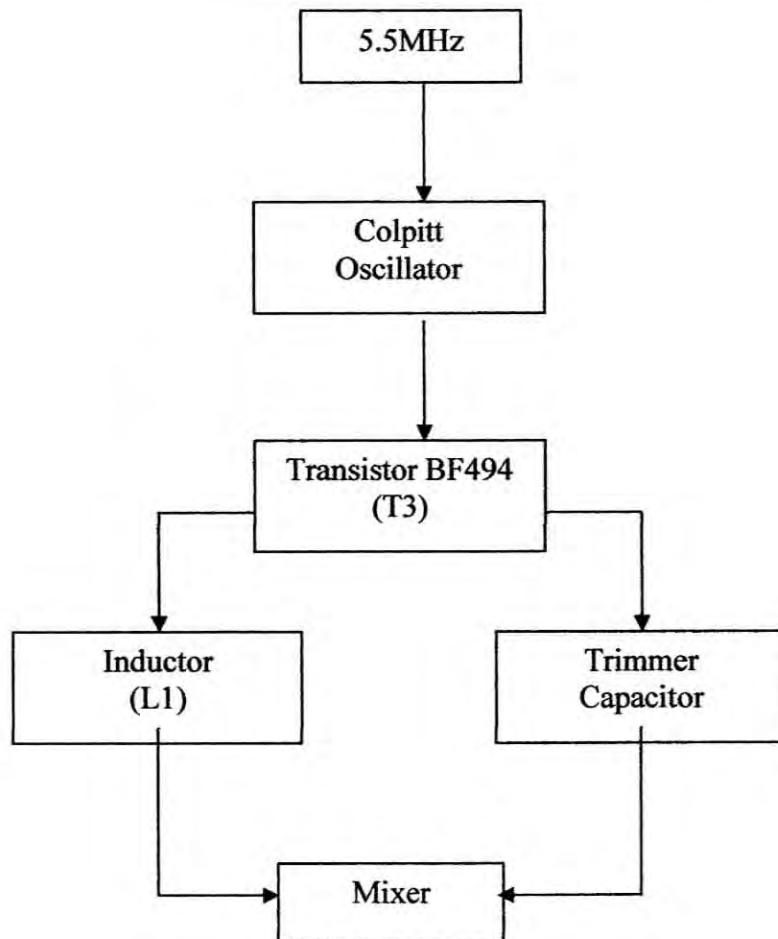 5.5MHz
Colpitt
Oscillator
Transistor BF494
(T3)
Inductor
(L1)
Trimmer
Capacitor
Mixer